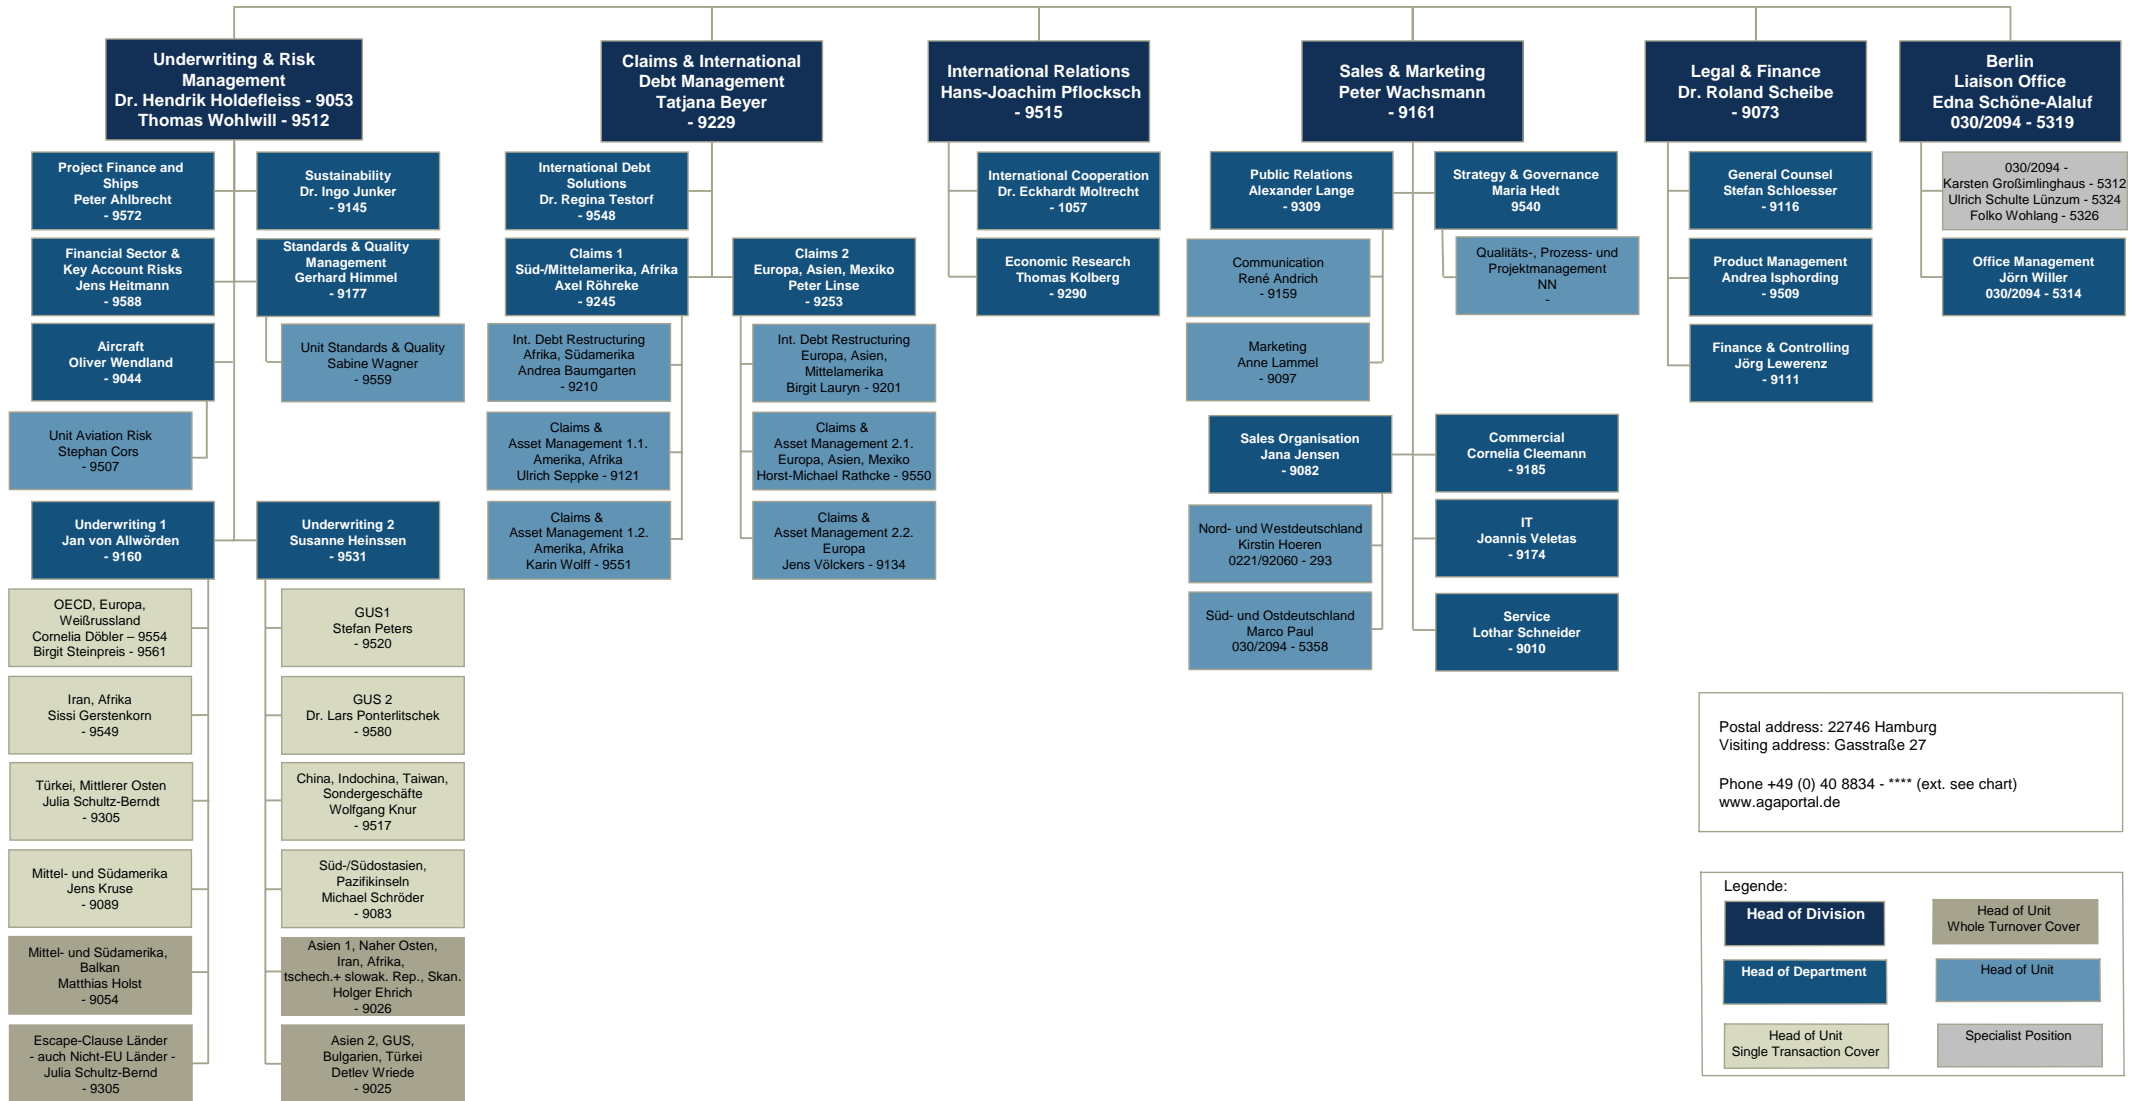 Underwriting & Risk
Management
Dr. Hendrik Holdefleiss - 9053
Thomas Wohlwill - 9512
Project Finance and
Ships
Peter Ahlbrecht
- 9572
Sustainability
Dr. Ingo Junker
- 9145
Financial Sector &
Key Account Risks
Jens Heitmann
- 9588
Standards & Quality
Management
Gerhard Himmel
- 9177
Aircraft
Oliver Wendland
- 9044
Unit Standards & Quality
Sabine Wagner
- 9559
Unit Aviation Risk
Stephan Cors
- 9507
Underwriting 1
Jan von Allwörden
- 9160
Underwriting 2
Susanne Heinssen
- 9531
OECD, Europa,
Weißrussland
Cornelia Döbler – 9554
Birgit Steinpreis - 9561
GUS1
Stefan Peters
- 9520
Iran, Afrika
Sissi Gerstenkorn
- 9549
GUS 2
Dr. Lars Ponterlitschek
- 9580
Türkei, Mittlerer Osten
Julia Schultz-Berndt
- 9305
China, Indochina, Taiwan,
Sondergeschäfte
Wolfgang Knur
- 9517
Mittel- und Südamerika
Jens Kruse
- 9089
Süd-/Südostasien,
Pazifikinseln
Michael Schröder
- 9083
Mittel- und Südamerika,
Balkan
Matthias Holst
- 9054
Asien 1, Naher Osten,
Iran, Afrika,
tschech.+ slowak. Rep., Skan.
Holger Ehrich
- 9026
Escape-Clause Länder
- auch Nicht-EU Länder -
Julia Schultz-Bernd
- 9305
Asien 2, GUS,
Bulgarien, Türkei
Detlev Wriede
- 9025
Claims & International
Debt Management
Tatjana Beyer
- 9229
International Debt
Solutions
Dr. Regina Testorf
- 9548
Claims 1
Süd-/Mittelamerika, Afrika
Axel Röhreke
- 9245
Claims 2
Europa, Asien, Mexiko
Peter Linse
- 9253
Int. Debt Restructuring
Afrika, Südamerika
Andrea Baumgarten
- 9210
Int. Debt Restructuring
Europa, Asien,
Mittelamerika
Birgit Lauryn - 9201
Claims &
Asset Management 1.1.
Amerika, Afrika
Ulrich Seppke - 9121
Claims &
Asset Management 2.1.
Europa, Asien, Mexiko
Horst-Michael Rathcke - 9550
Claims &
Asset Management 1.2.
Amerika, Afrika
Karin Wolff - 9551
Claims &
Asset Management 2.2.
Europa
Jens Völckers - 9134
International Relations
Hans-Joachim Pflocksch
- 9515
International Cooperation
Dr. Eckhardt Moltrecht
- 1057
Economic Research
Thomas Kolberg
- 9290
Sales & Marketing
Peter Wachsmann
- 9161
Public Relations
Alexander Lange
- 9309
Strategy & Governance
Maria Hedt
9540
Communication
René Andrich
- 9159
Qualitäts-, Prozess- und
Projektmanagement
NN
-
Marketing
Anne Lammel
- 9097
Sales Organisation
Jana Jensen
- 9082
Commercial
Cornelia Cleemann
- 9185
Nord- und Westdeutschland
Kirstin Hoeren
0221/92060 - 293
IT
Joannis Veletas
- 9174
Süd- und Ostdeutschland
Marco Paul
030/2094 - 5358
Service
Lothar Schneider
- 9010
Legal & Finance
Dr. Roland Scheibe
- 9073
General Counsel
Stefan Schloesser
- 9116
Product Management
Andrea Isphording
- 9509
Finance & Controlling
Jörg Lewerenz
- 9111
Berlin
Liaison Office
Edna Schöne-Alaluf
030/2094 - 5319
030/2094 -
Karsten Großimlinghaus - 5312
Ulrich Schulte Lünzum - 5324
Folko Wohlang - 5326
Office Management
Jörn Willer
030/2094 - 5314
Postal address: 22746 Hamburg
Visiting address: Gasstraße 27
Phone +49 (0) 40 8834 - **** (ext. see chart)
www.agaportal.de
Legende:
Head of Division
Head of Unit
Whole Turnover Cover
Head of Department
Head of Unit
Head of Unit
Single Transaction Cover
Specialist Position